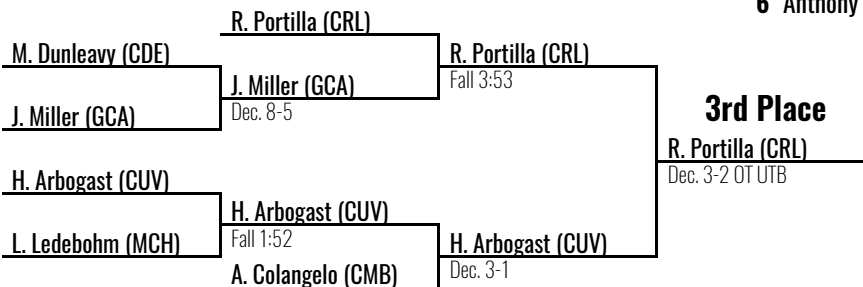 6 Anthony
R. Portilla (CRL)
M. Dunleavy (CDE)
R. Portilla (CRL)
Fall 3:53
J. Miller (GCA)
Dec. 8-5
J. Miller (GCA)
3rd Place
R. Portilla (CRL)
Dec. 3-2 OT UTB
H. Arbogast (CUV)
H. Arbogast (CUV)
Fall 1:52
L. Ledebohm (MCH)
H. Arbogast (CUV)
Dec. 3-1
A. Colangelo (CMB)